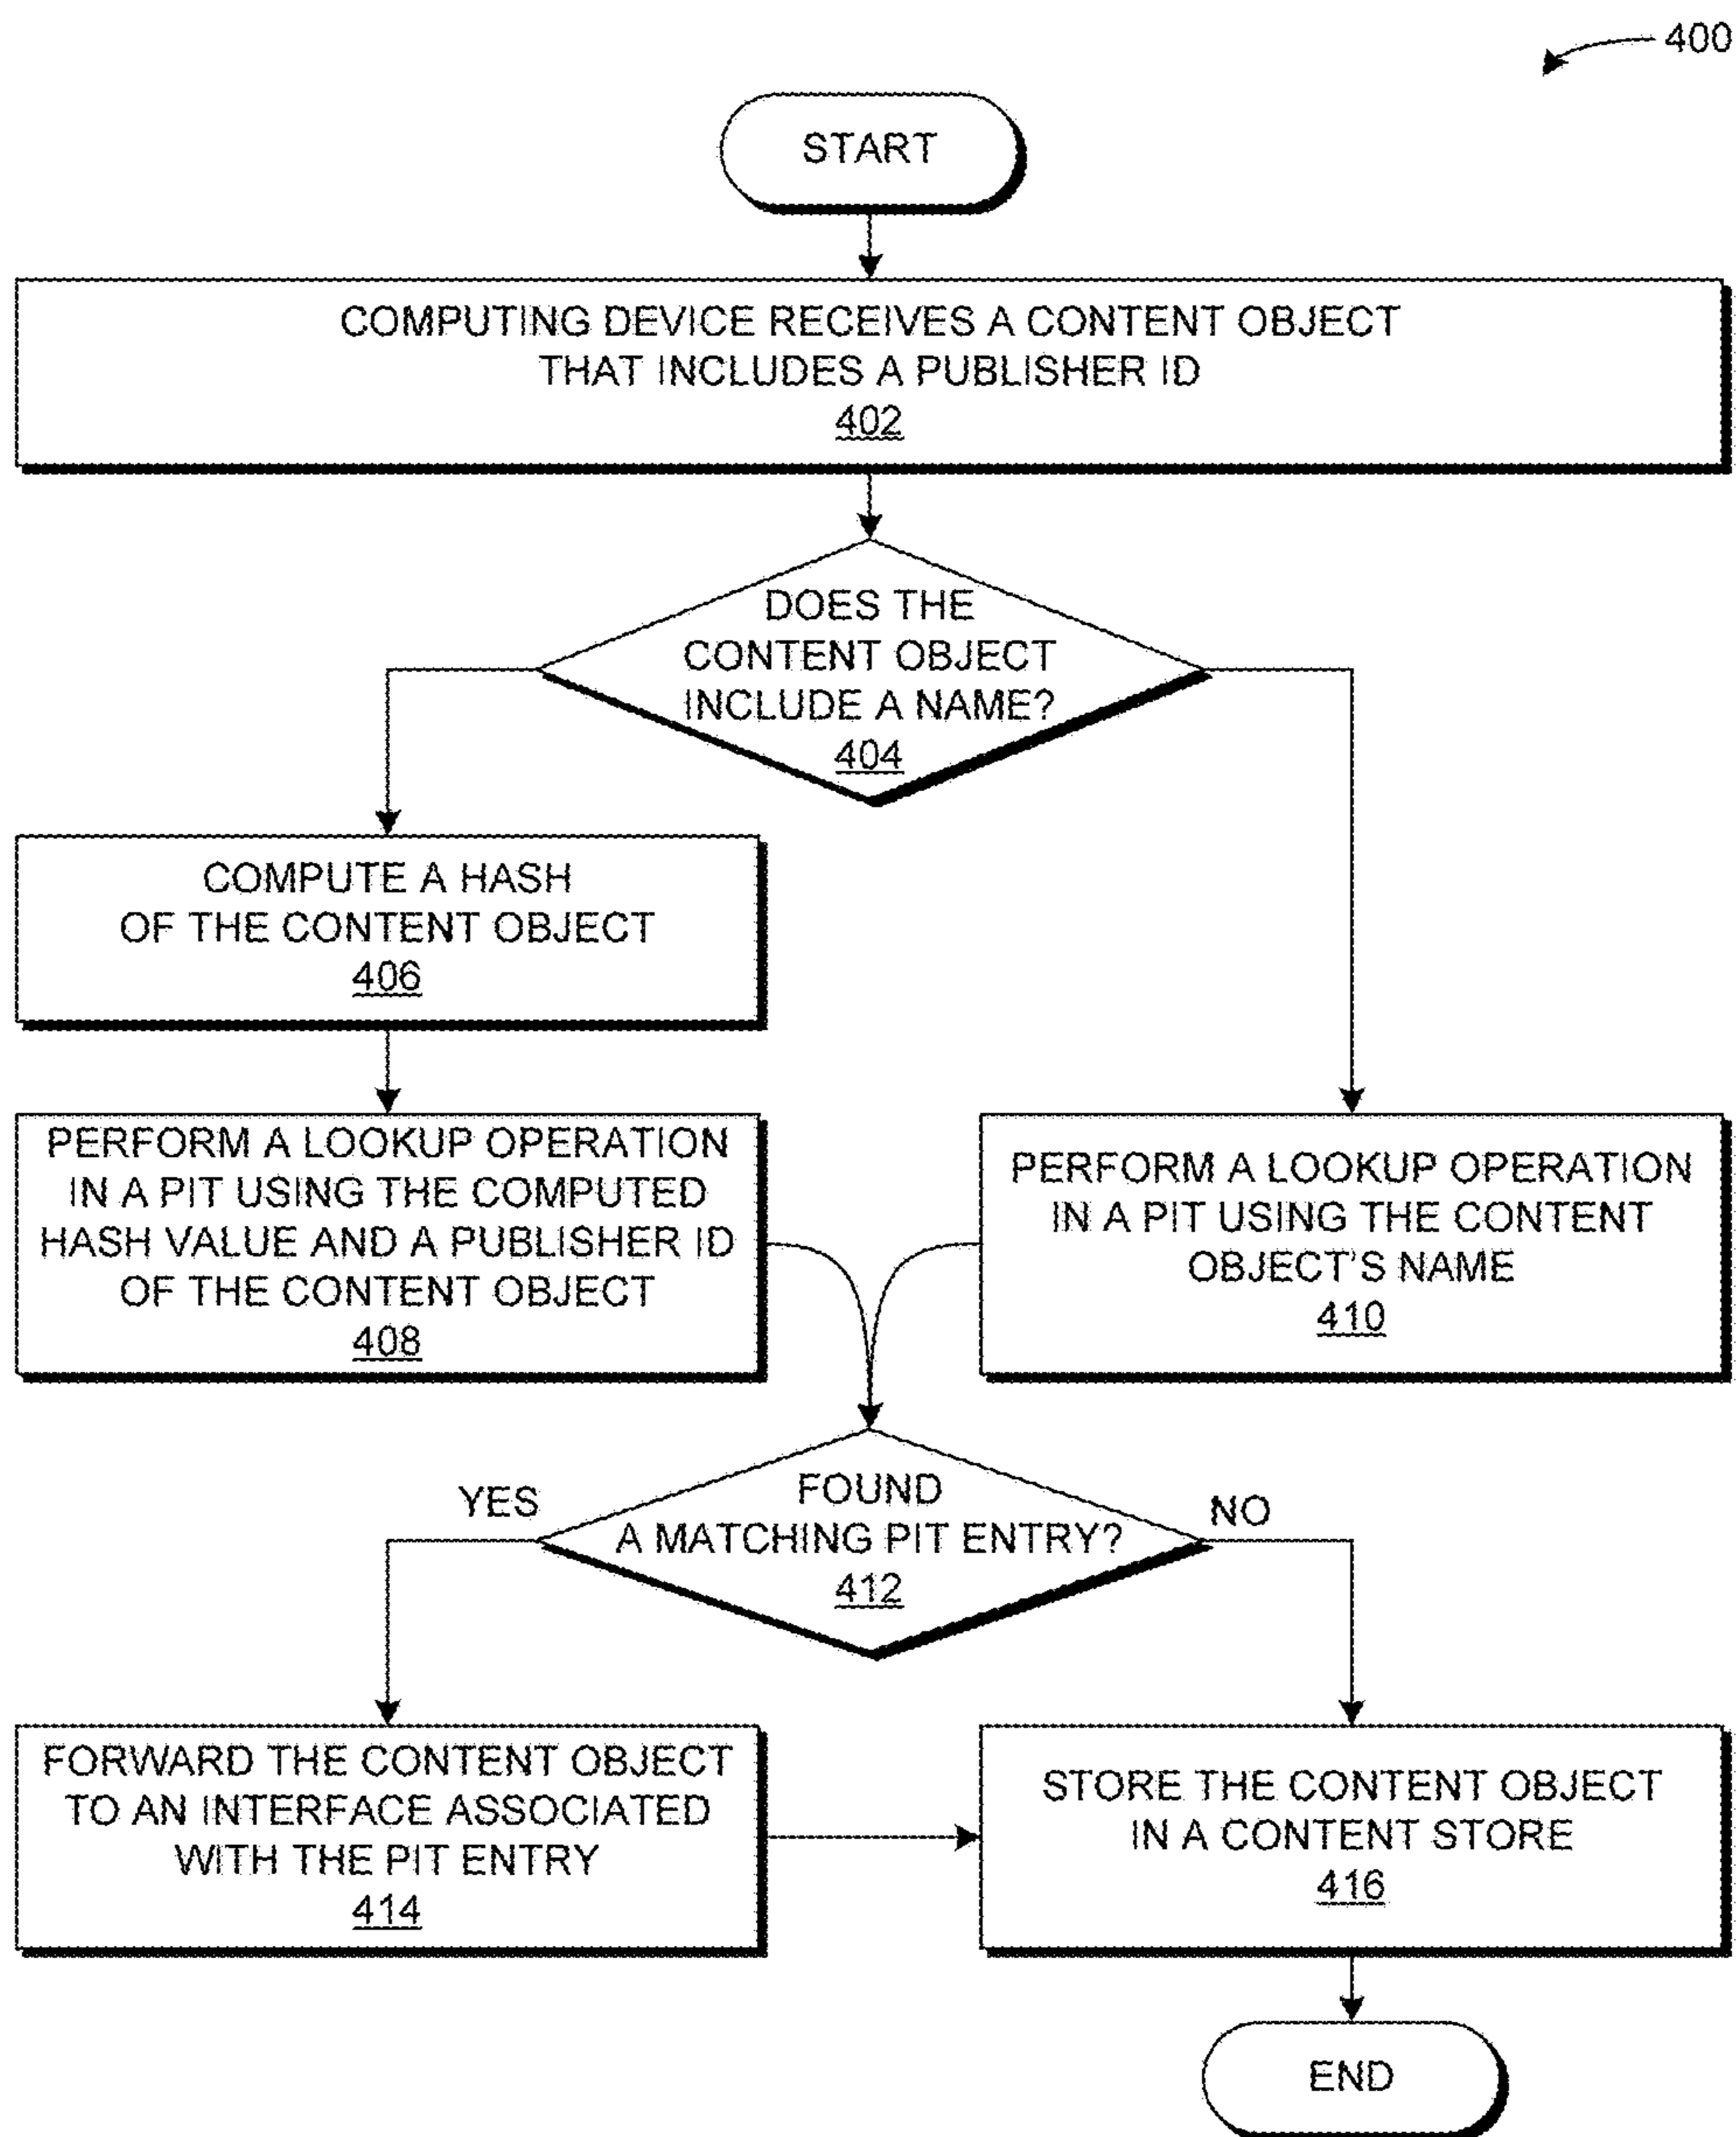 400
START
COMPUTING DEVICE RECEIVES A CONTENT OBJECT
THAT INCLUDES A PUBLISHER ID
402
DOES THE
CONTENT OBJECT
INCLUDE A NAME?
404
COMPUTE A HASH
OF THE CONTENT OBJECT
406
PERFORM A LOOKUP OPERATION
IN A PIT USING THE COMPUTED
HASH VALUE AND A PUBLISHER ID
OF THE CONTENT OBJECT
408
PERFORM A LOOKUP OPERATION
IN A PIT USING THE CONTENT
OBJECT'S NAME
410
FOUND
A MATCHING PIT ENTRY?
412
YES
NO
FORWARD THE CONTENT OBJECT
TO AN INTERFACE ASSOCIATED
WITH THE PIT ENTRY
414
STORE THE CONTENT OBJECT
IN A CONTENT STORE
416
END